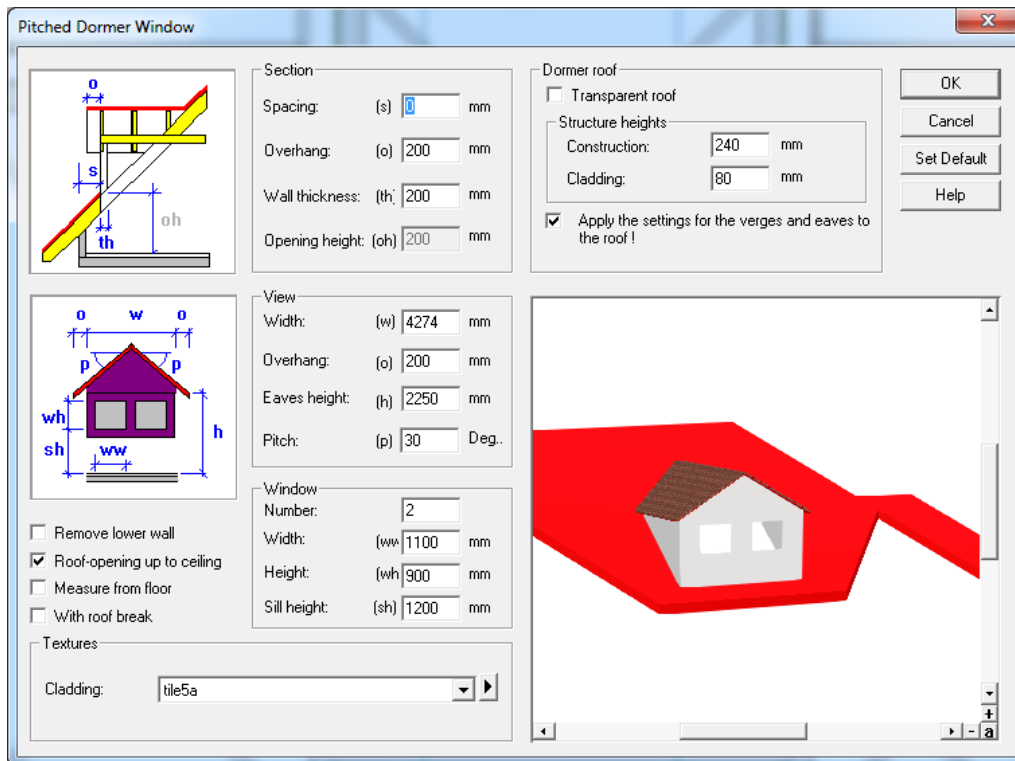 Pitched Dormer Window
o
s
oh
th
Section
Spacing: (s) 0 mm
Overhang: (o) 200 mm
Wall thickness: (th; 200 mm
Opening height: (oh) 200 mm
Dormer roof
Transparent roof
Structure heights
Construction: 240 mm
Cladding: 80 mm
Apply the settings for the verges and eaves to
the roof !
OK
Cancel
Set Default
Help
o w o
p p
wh
h
sh
ww
View
Width: (w) 4274 mm
Overhang: (o) 200 mm
Eaves height: (h) 2250 mm
Pitch: (p) 30 Deg..
Window
Number: 2
Width: (ww 1100 mm
Height: (wh 900 mm
Sill height: (sh) 1200 mm
Remove lower wall
Roof-opening up to ceiling
Measure from floor
With roof break
Textures
Cladding: tile5a
+
- a